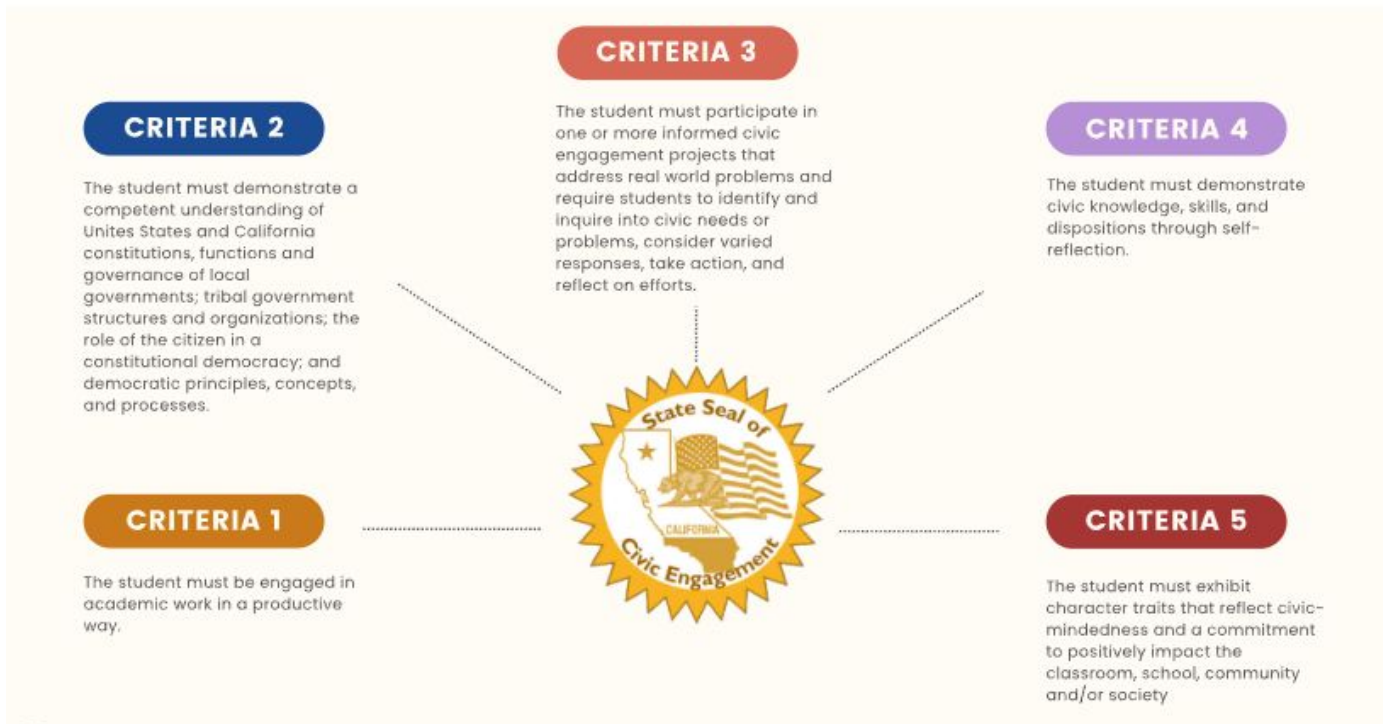 CRITERIA 3
The student must participate in
one or more informed civic
engagement projects that
address real world problems and
require students to identify and
inquire into civic needs or
problems, consider varied
responses, take action, and
reflect on efforts.
CRITERIA 2
The student must demonstrate a
competent understanding of
Unites States and California
constitutions, functions and
governance of local
governments; tribal government
structures and organizations; the
role of the citizen in a
constitutional democracy; and
democratic principles, concepts,
and processes.
CRITERIA 4
The student must demonstrate
civic knowledge, skills, and
dispositions through self-
reflection.
State Seal of
CALIFORNIA
Civic Engagement
CRITERIA 1
The student must be engaged in
academic work in a productive
way.
CRITERIA 5
The student must exhibit
character traits that reflect civic-
mindedness and a commitment
to positively impact the
classroom, school, community
and/or society